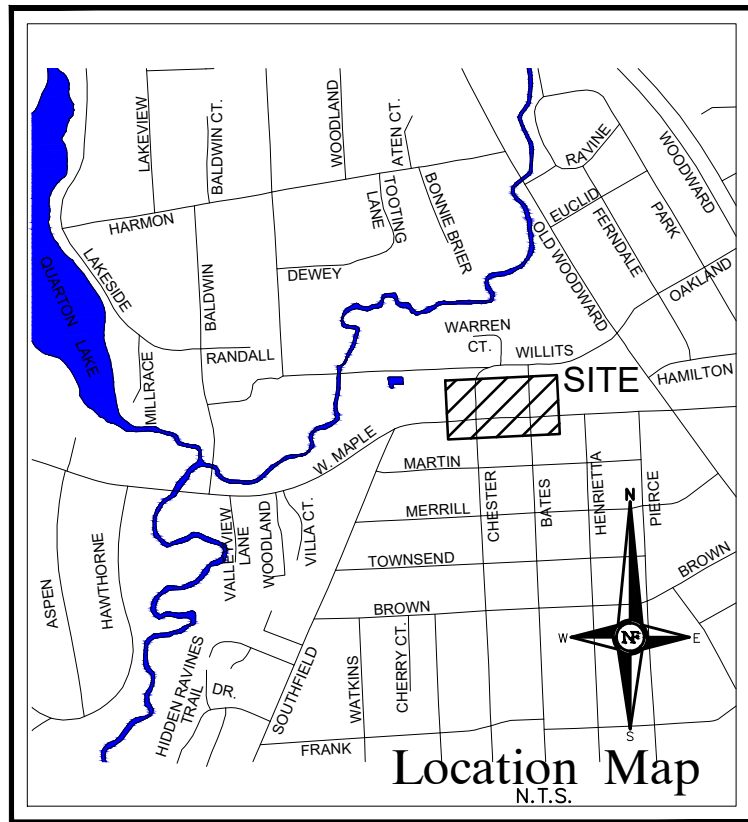 LAKEVIEW
BALDWIN CT.
WOODLAND
ATEN CT.
RAVINE
WOODWARD
TOOTING
LANE
BONNIE BRIER
EUCLID
FERNDALE
PARK
HARMON
OLD WOODWARD
LAKESIDE
DEWEY
OAKLAND
QUARTON LAKE
BALDWIN
WARREN
CT.
RANDALL
WILLITS
MILLRACE
SITE
HAMILTON
W. MAPLE
MARTIN
CHESTER
BATES
HENRIETTA
PIERCE
MERRILL
N
ASPEN
HAWTHORNE
VALLEYVIEW
LANE
WOODLAND
VILLA CT.
TOWNSEND
BROWN
BROWN
W
NF
E
HIDDEN RAVINES
TRAIL
DR.
SOUTHFIELD
WATKINS
CHERRY CT.
FRANK
S
Location Map
N.T.S.